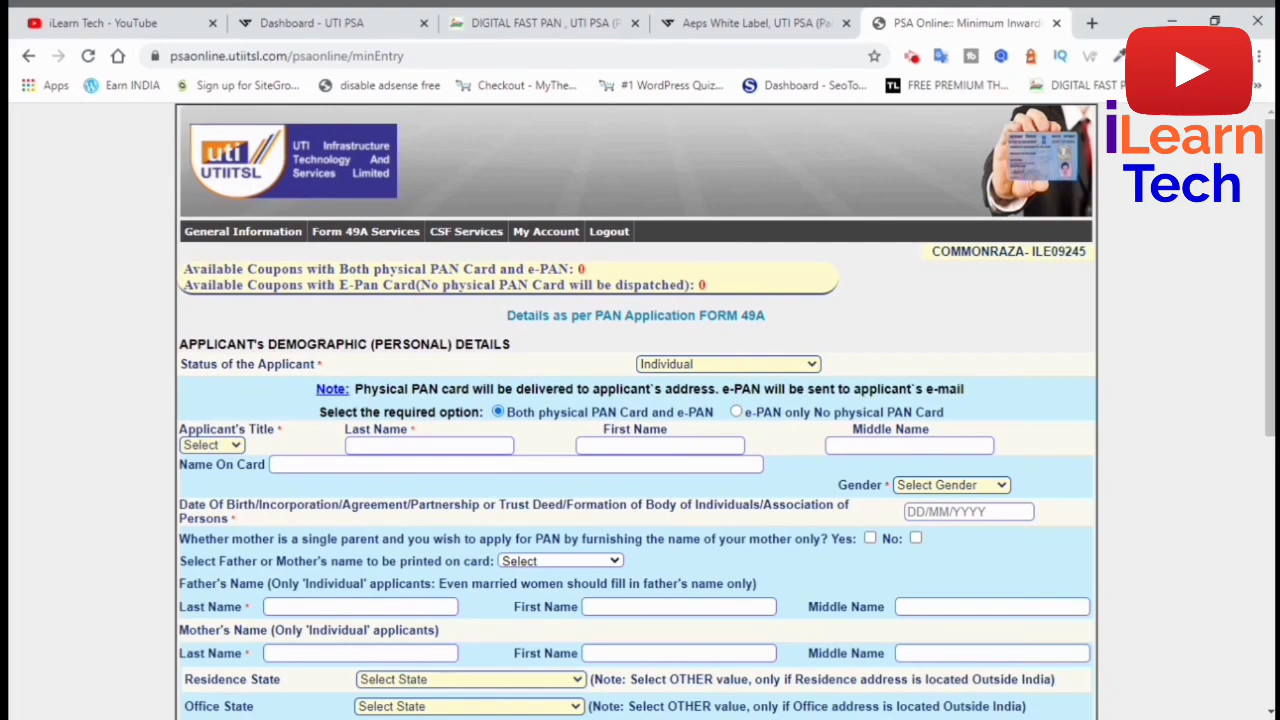 iLearn Tech - YouTube
Dashboard - UTI PSA
DIGITAL FAST PAN , UTI PSA (P
Aeps White Label, UTI PSA (Pa
PSA Online:: Minimum Inward
psaonline.utiitsl.com/psaonline/minEntry
Apps
Earn INDIA
Sign up for SiteGro...
disable adsense free
Checkout - MyThe...
#1 WordPress Quiz...
Dashboard - SeoTo...
FREE PREMIUM TH...
DIGITAL FAST P
iLearn
Tech
uti
UTIITSL
UTI Infrastructure
Technology And
Services Limited
General Information
Form 49A Services
CSF Services
My Account
Logout
COMMONRAZA- ILE09245
Available Coupons with Both physical PAN Card and e-PAN: 0
Available Coupons with E-Pan Card(No physical PAN Card will be dispatched): 0
Details as per PAN Application FORM 49A
APPLICANT's DEMOGRAPHIC (PERSONAL) DETAILS
Status of the Applicant * Individual
Note: Physical PAN card will be delivered to applicant`s address. e-PAN will be sent to applicant`s e-mail
Select the required option: Both physical PAN Card and e-PAN e-PAN only No physical PAN Card
Applicant's Title * Last Name * First Name Middle Name
Select
Name On Card
Gender * Select Gender
Date Of Birth/Incorporation/Agreement/Partnership or Trust Deed/Formation of Body of Individuals/Association of
Persons * DD/MM/YYYY
Whether mother is a single parent and you wish to apply for PAN by furnishing the name of your mother only? Yes: No:
Select Father or Mother's name to be printed on card: Select
Father's Name (Only 'Individual' applicants: Even married women should fill in father's name only)
Last Name * First Name Middle Name
Mother's Name (Only 'Individual' applicants)
Last Name * First Name Middle Name
Residence State Select State (Note: Select OTHER value, only if Residence address is located Outside India)
Office State Select State (Note: Select OTHER value, only if Office address is located Outside India)